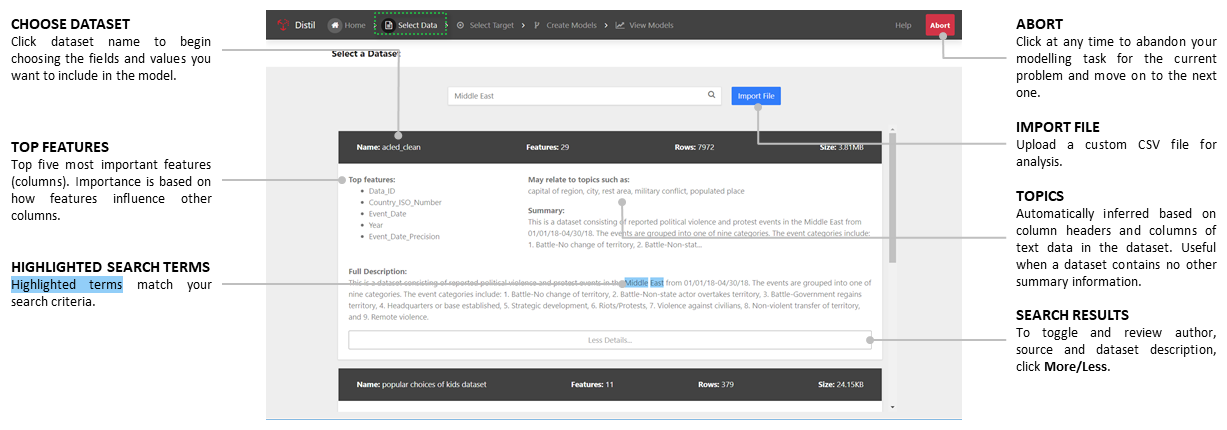 CHOOSE DATASET
Click dataset name to begin
choosing the fields and values you
want to include in the model.
TOP FEATURES
Top five most important features
(columns). Importance is based on
how features influence other
columns.
HIGHLIGHTED SEARCH TERMS
Highlighted terms match your
search criteria.
Distil
Home
Select Data
Select Target
Create Models
View Models
Help
Abort
Select a Dataset
Middle East
Import File
Name: acled_clean
Features: 29
Rows: 7972
Size: 3.81MB
Top features:
Data_ID
Country_ISO_Number
Event_Date
Year
Event_Date_Precision
May relate to topics such as:
capital of region, city, rest area, military conflict, populated place
Summary:
This is a dataset consisting of reported political violence and protest events in the Middle East from
01/01/18-04/30/18. The events are grouped into one of nine categories. The event categories include:
1. Battle-No change of territory, 2. Battle-Non-stat...
Full Description:
This is a dataset consisting of reported political violence and protest events in the Middle East from 01/01/18-04/30/18. The events are grouped into one of
nine categories. The event categories include: 1. Battle-No change of territory, 2. Battle-Non-state actor overtakes territory, 3. Battle-Government regains
territory, 4. Headquarters or base established, 5. Strategic development, 6. Riots/Protests, 7. Violence against civilians, 8. Non-violent transfer of territory,
and 9. Remote violence.
Less Details...
Name: popular choices of kids dataset
Features: 11
Rows: 379
Size: 24.15KB
ABORT
Click at any time to abandon your
modelling task for the current
problem and move on to the next
one.
IMPORT FILE
Upload a custom CSV file for
analysis.
TOPICS
Automatically inferred based on
column headers and columns of
text data in the dataset. Useful
when a dataset contains no other
summary information.
SEARCH RESULTS
To toggle and review author,
source and dataset description,
click More/Less.